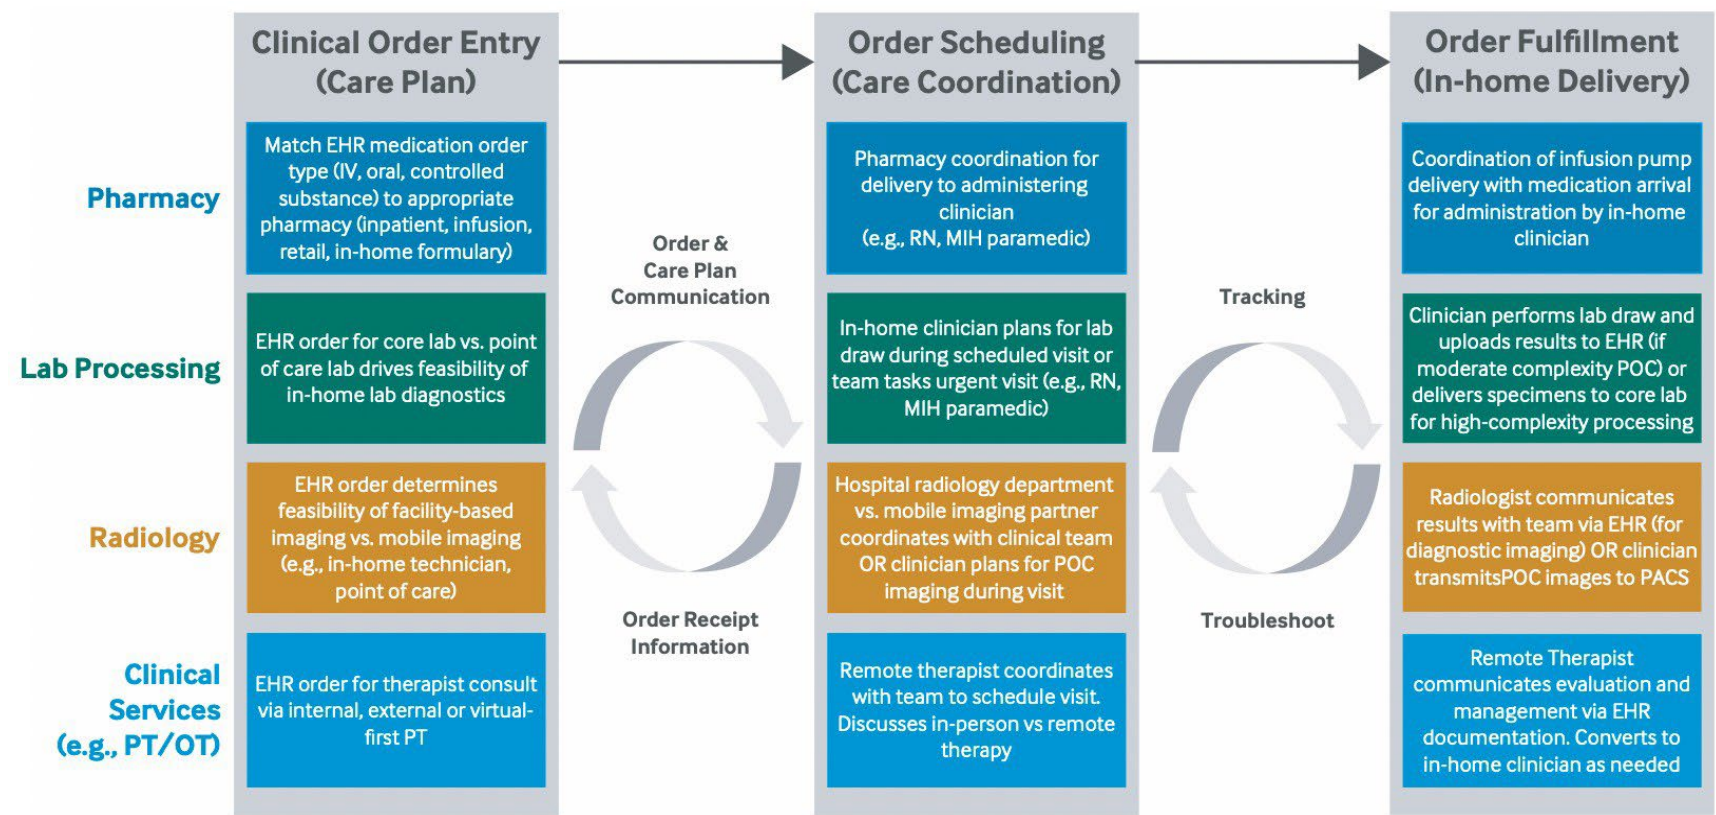 Clinical Order Entry
(Care Plan)
Order Scheduling
(Care Coordination)
Order Fulfillment
(In-home Delivery)
Pharmacy
Match EHR medication order
type (IV, oral, controlled
substance) to appropriate
pharmacy (inpatient, infusion,
retail, in-home formulary)
Pharmacy coordination for
delivery to administering
clinician
(e.g., RN, MIH paramedic)
Coordination of infusion pump
delivery with medication arrival
for administration by in-home
clinician
Order &
Care Plan
Communication
Tracking
Lab Processing
EHR order for core lab vs. point
of care lab drives feasibility of
in-home lab diagnostics
In-home clinician plans for lab
draw during scheduled visit or
team tasks urgent visit (e.g., RN,
MIH paramedic)
Clinician performs lab draw and
uploads results to EHR (if
moderate complexity POC) or
delivers specimens to core lab
for high-complexity processing
Radiology
EHR order determines
feasibility of facility-based
imaging vs. mobile imaging
(e.g., in-home technician,
point of care)
Hospital radiology department
vs. mobile imaging partner
coordinates with clinical team
OR clinician plans for POC
imaging during visit
Radiologist communicates
results with team via EHR (for
diagnostic imaging) OR clinician
transmitsPOC images to PACS
Order Receipt
Information
Troubleshoot
Clinical
Services
(e.g., PT/OT)
EHR order for therapist consult
via internal, external or virtual-
first PT
Remote therapist coordinates
with team to schedule visit.
Discusses in-person vs remote
therapy
Remote Therapist
communicates evaluation and
management via EHR
documentation. Converts to
in-home clinician as needed